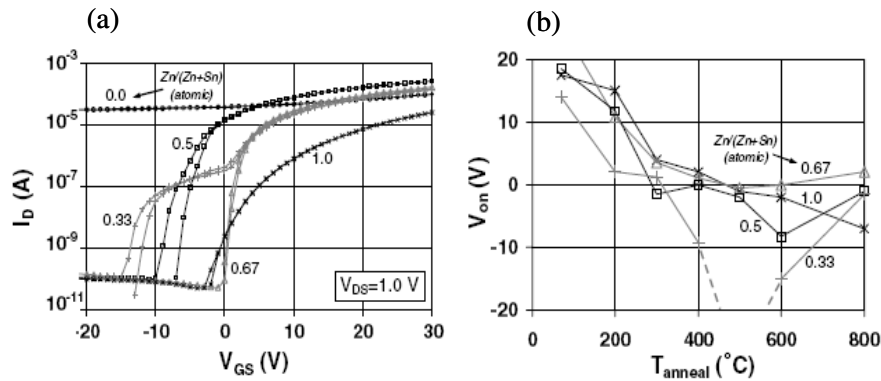 (a)
10⁻³
10⁻⁵
10⁻⁷
10⁻⁹
10⁻¹¹
I_D (A)
Zn/(Zn+Sn)
(atomic)
0.0
0.5
1.0
0.33
0.67
V_DS=1.0 V
-20 -10 0 10 20 30
V_GS (V)
(b)
20
10
0
-10
-20
V_on (V)
Zn/(Zn+Sn)
(atomic)
0.67
1.0
0.5
0.33
0 200 400 600 800
T_anneal (°C)